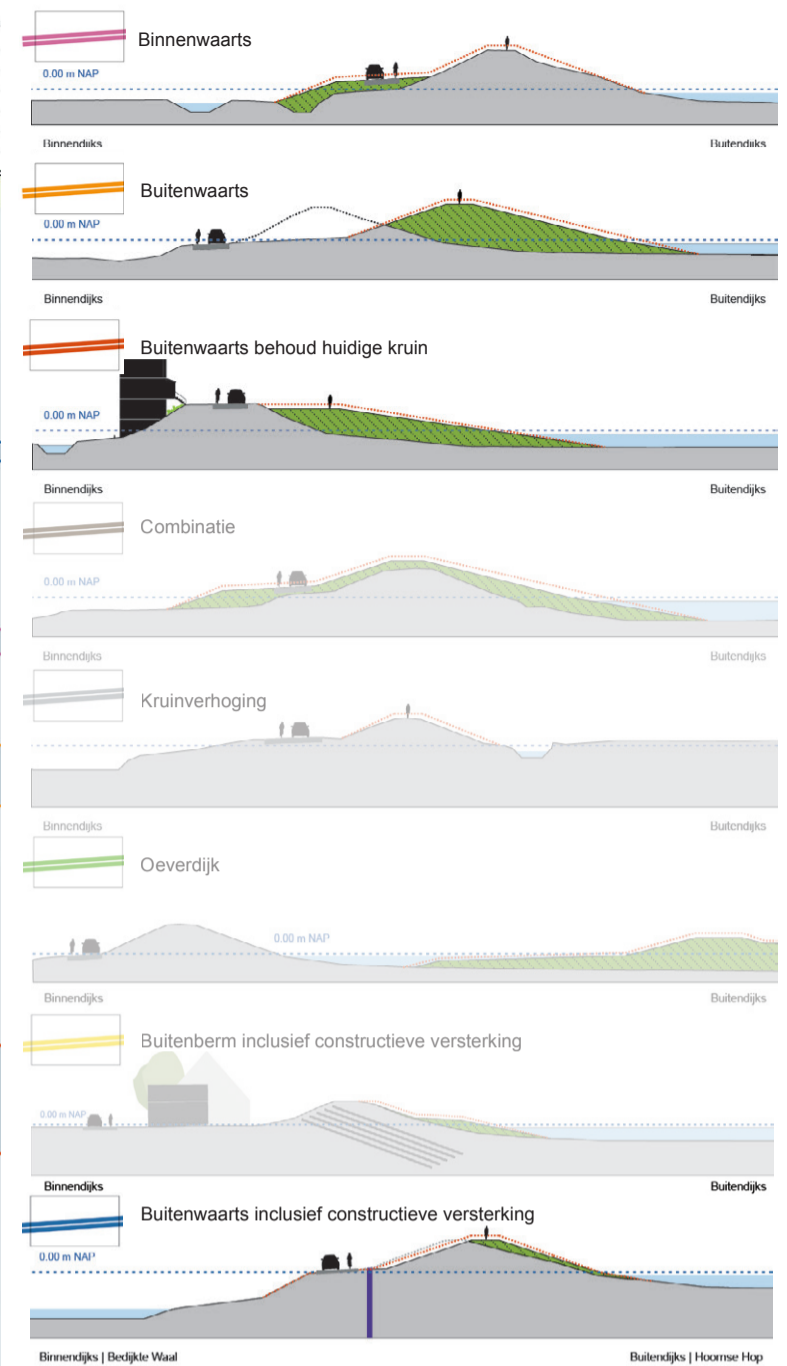 Binnenwaarts
0.00 m NAP
Binnendijks
Buitendijks
Buitenwaarts
0.00 m NAP
Binnendijks
Buitendijks
Buitenwaarts behoud huidige kruin
0.00 m NAP
Binnendijks
Buitendijks
Combinatie
0.00 m NAP
Binnendijks
Buitendijks
Kruinverhoging
Binnendijks
Buitendijks
Oeverdijk
0.00 m NAP
Binnendijks
Buitendijks
Buitenberm inclusief constructieve versterking
0.00 m NAP
Binnendijks
Buitendijks
Buitenwaarts inclusief constructieve versterking
0.00 m NAP
Binnendijks | Bedijkte Waal
Buitendijks | Hoornse Hop